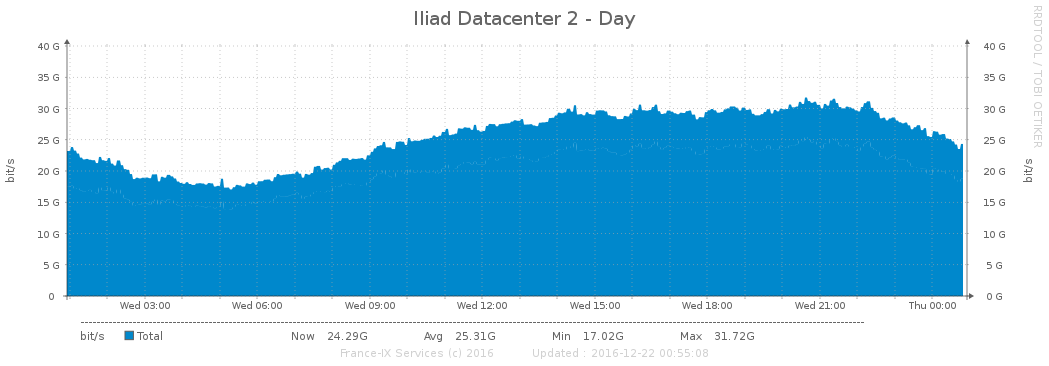 Iliad Datacenter 2 - Day
RRDTOOL / TOBI OETIKER
40 G 40 G
35 G 35 G
30 G 30 G
25 G 25 G
20 G 20 G
15 G 15 G
10 G 10 G
5 G 5 G
0 0 G
bit/s bit/s
Wed 03:00 Wed 06:00 Wed 09:00 Wed 12:00 Wed 15:00 Wed 18:00 Wed 21:00 Thu 00:00
bit/s Total Now 24.29G Avg 25.31G Min 17.02G Max 31.72G
France-IX Services (c) 2016 Updated : 2016-12-22 00:55:08